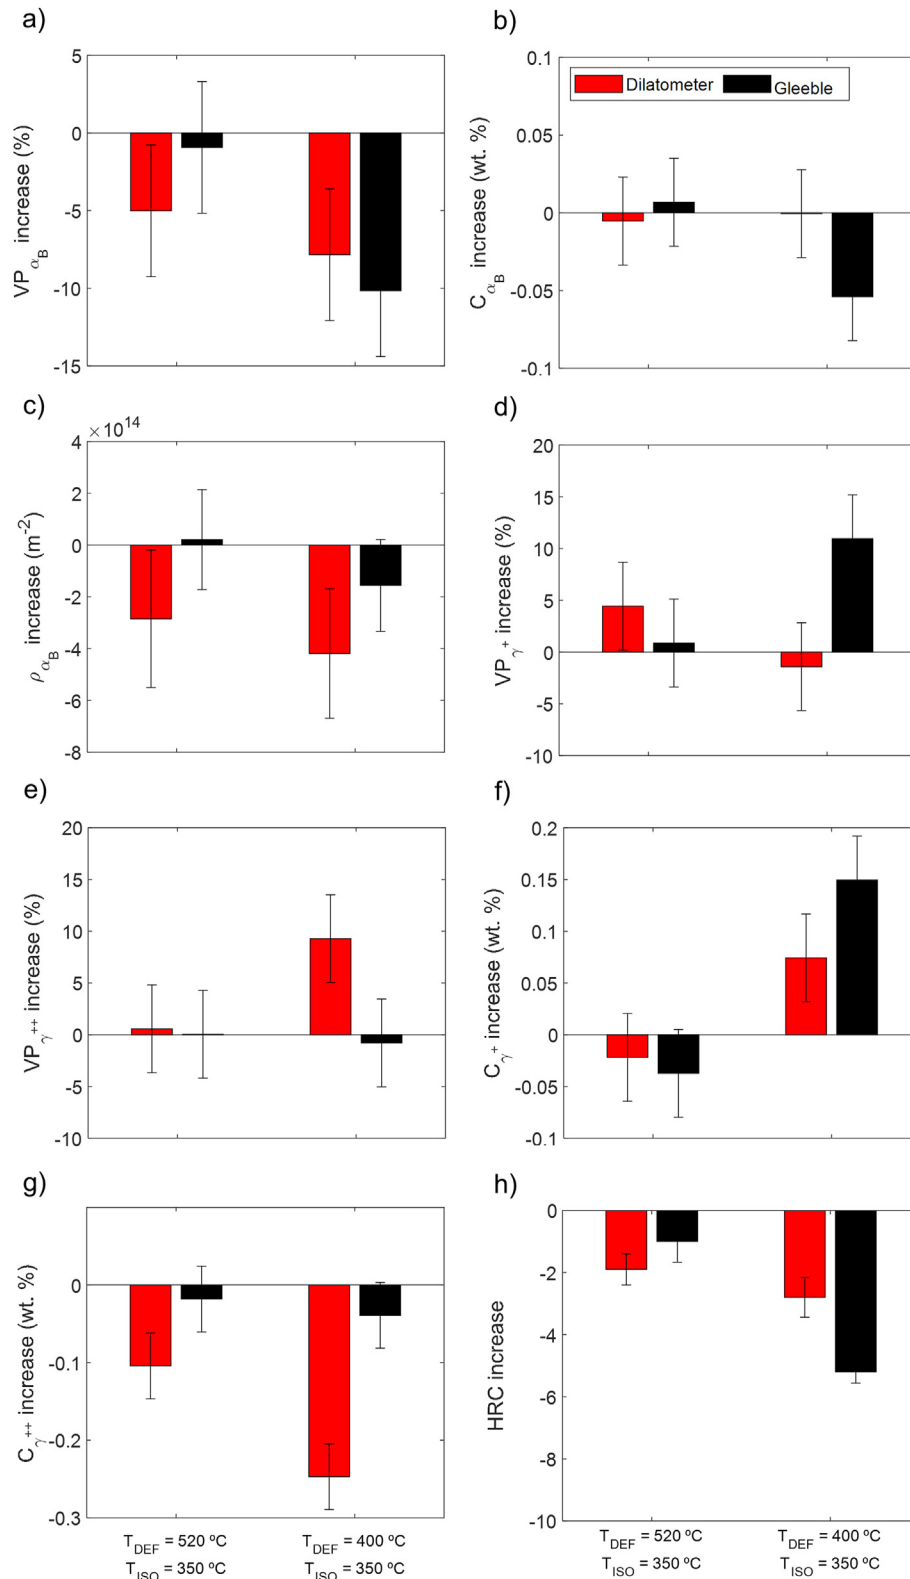 a)
5
0
-5
-10
-15
VP αB increase (%)
b)
0.1
0.05
0
-0.05
-0.1
C αB increase (wt. %)
Dilatometer
Gleeble
c)
×10^14
4
2
0
-2
-4
-6
-8
ραB increase (m^-2)
d)
20
15
10
5
0
-5
-10
VP γ+ increase (%)
e)
20
15
10
5
0
-5
-10
VP γ++ increase (%)
f)
0.2
0.15
0.1
0.05
0
-0.05
-0.1
C γ+ increase (wt. %)
g)
0
-0.1
-0.2
-0.3
C γ++ increase (wt. %)
T DEF = 520 ºC
T ISO = 350 ºC
T DEF = 400 ºC
T ISO = 350 ºC
h)
0
-2
-4
-6
-8
-10
HRC increase
T DEF = 520 ºC
T ISO = 350 ºC
T DEF = 400 ºC
T ISO = 350 ºC